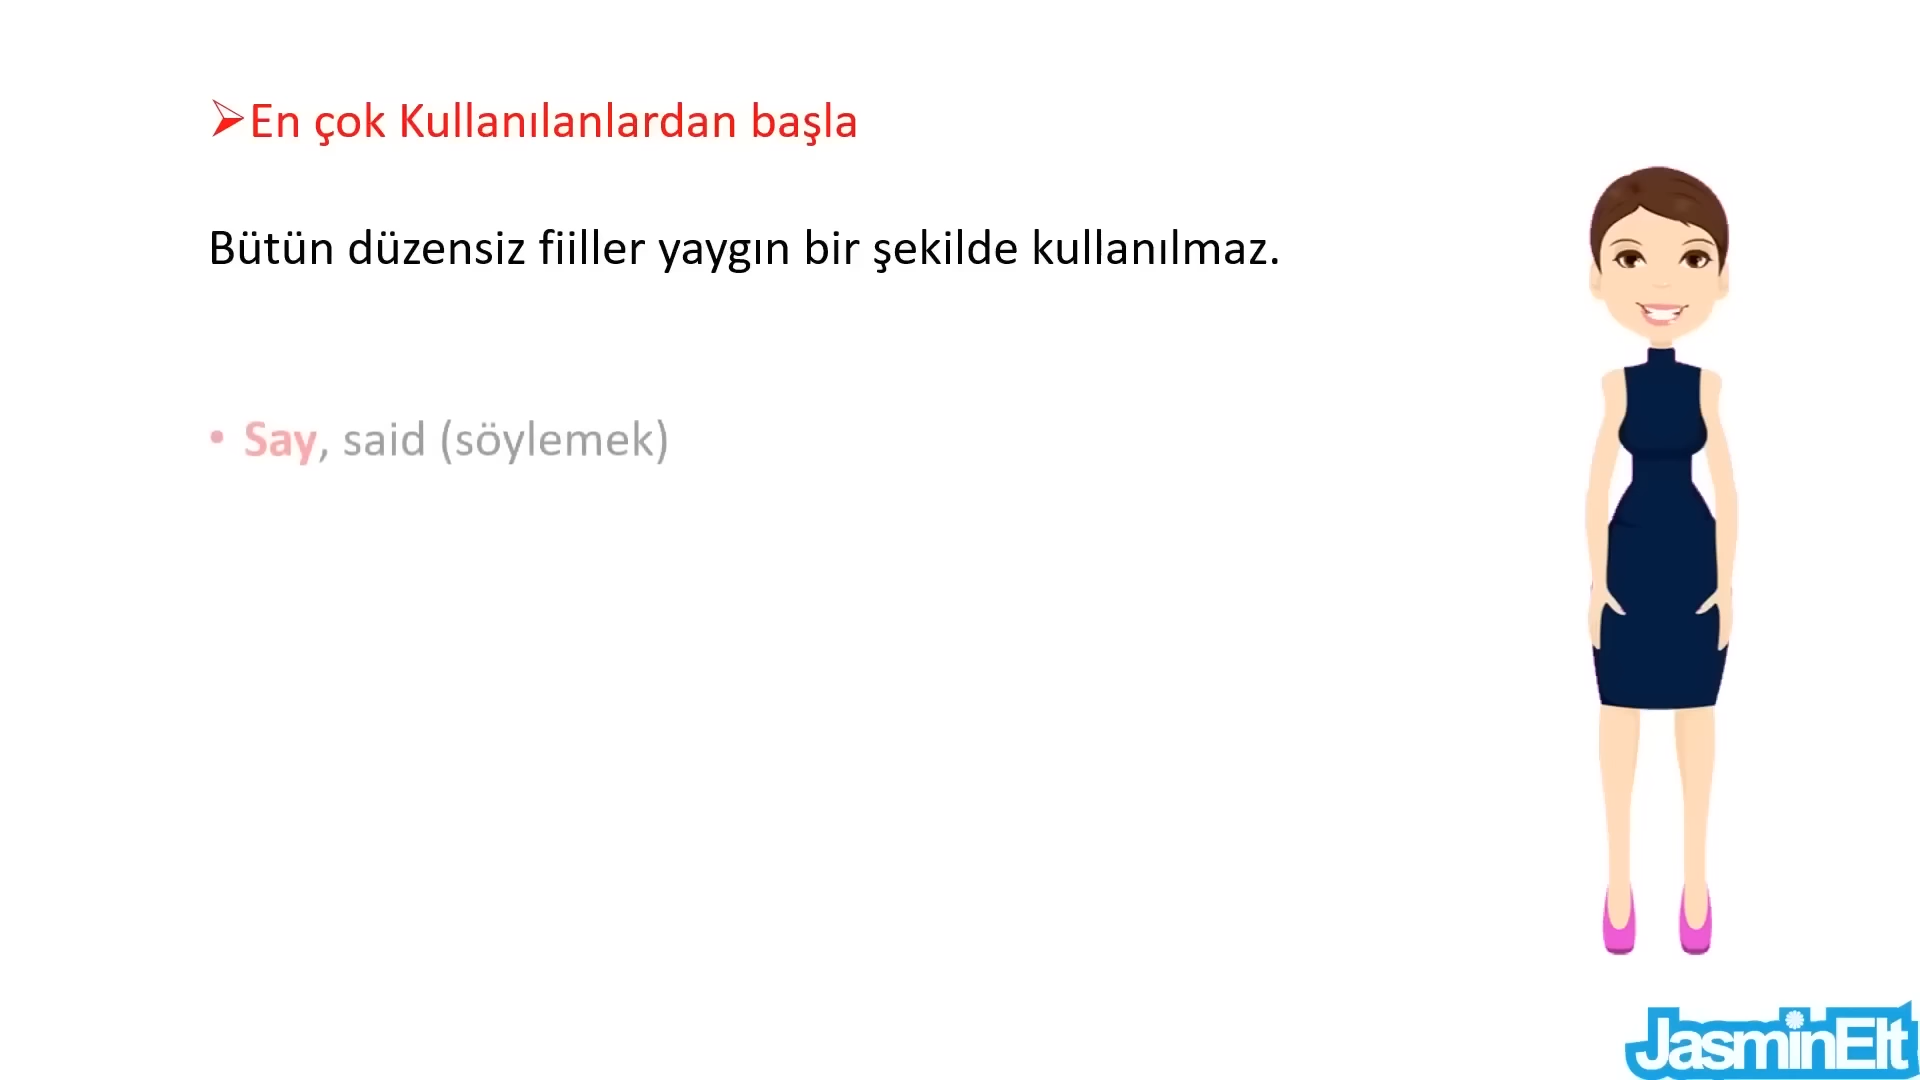 ➢En çok Kullanılanlardan başla
Bütün düzensiz fiiller yaygın bir şekilde kullanılmaz.
• Say, said (söylemek)
JasminElt